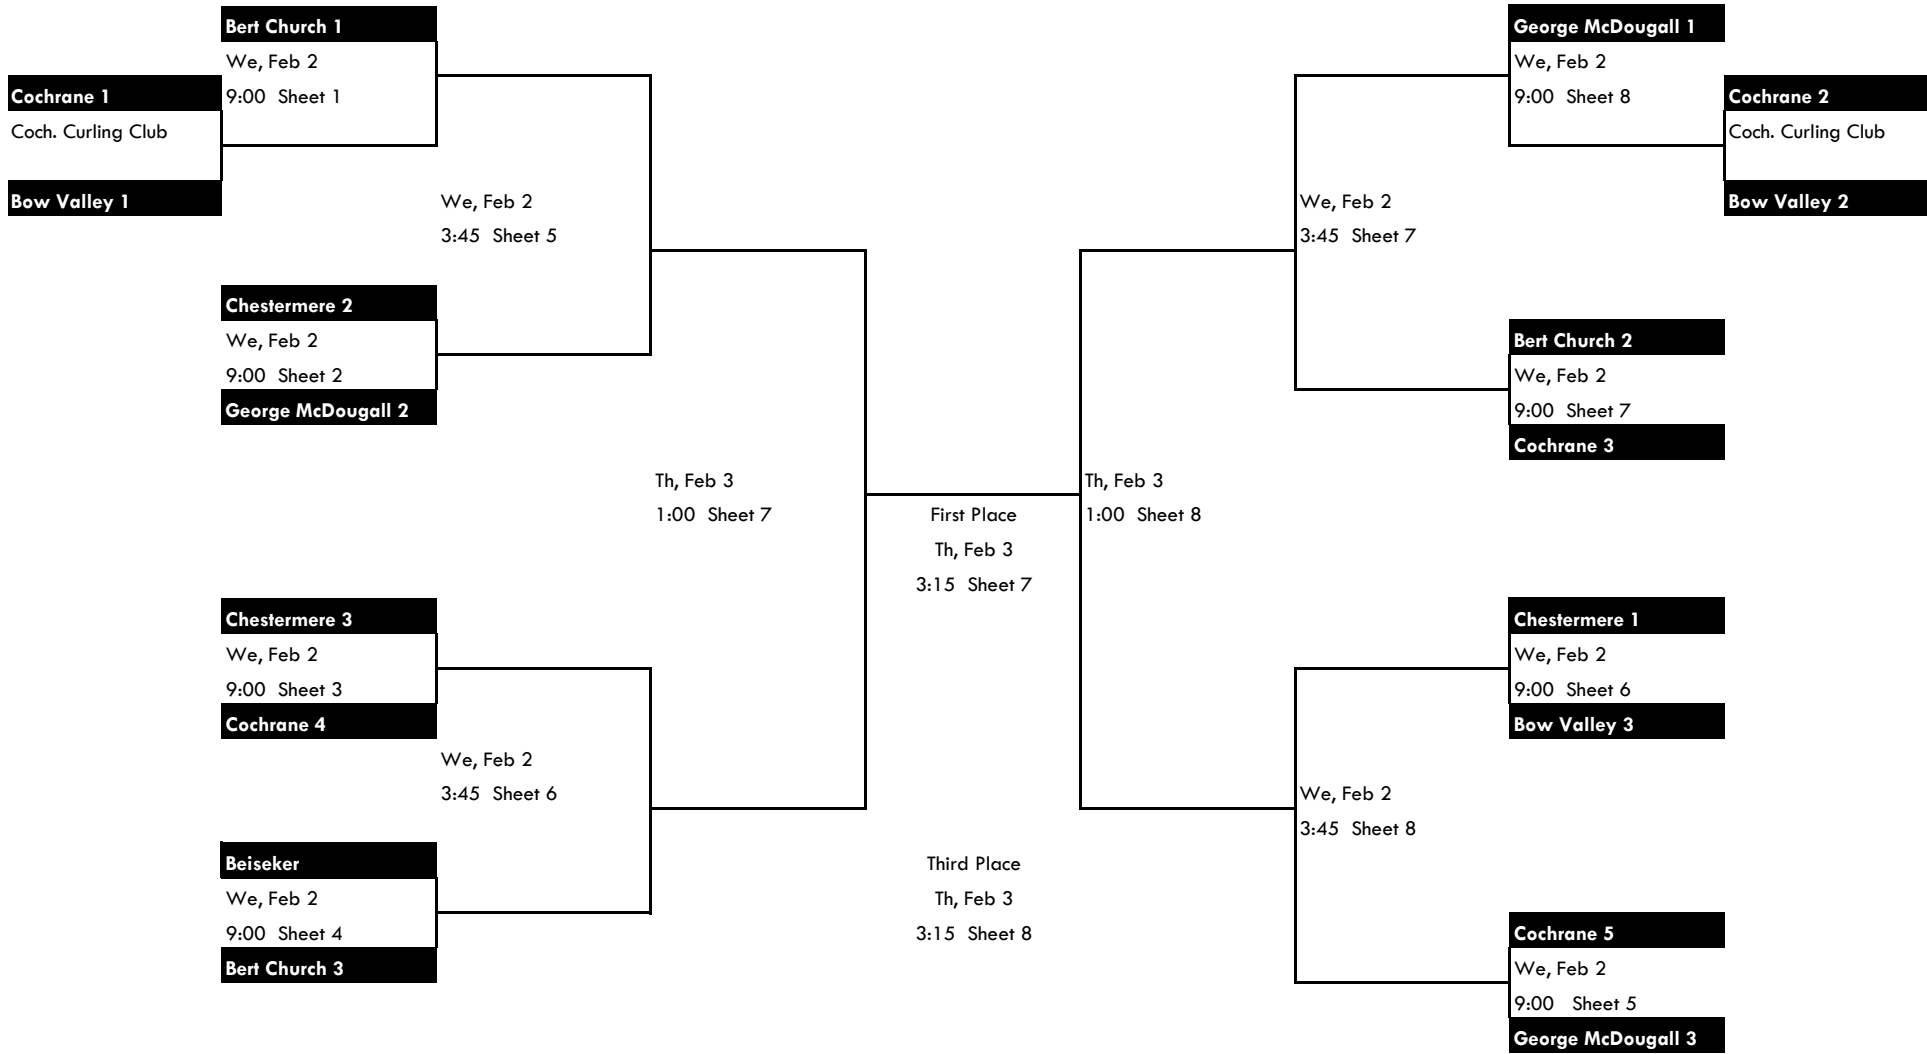 Bert Church 1
We, Feb 2
9:00 Sheet 1
Cochrane 1
Coch. Curling Club
Bow Valley 1
We, Feb 2
3:45 Sheet 5
Chestermere 2
We, Feb 2
9:00 Sheet 2
George McDougall 2
Th, Feb 3
1:00 Sheet 7
Chestermere 3
We, Feb 2
9:00 Sheet 3
Cochrane 4
We, Feb 2
3:45 Sheet 6
Beiseker
We, Feb 2
9:00 Sheet 4
Bert Church 3
First Place
Th, Feb 3
3:15 Sheet 7
Third Place
Th, Feb 3
3:15 Sheet 8
George McDougall 1
We, Feb 2
9:00 Sheet 8
Cochrane 2
Coch. Curling Club
Bow Valley 2
We, Feb 2
3:45 Sheet 7
Bert Church 2
We, Feb 2
9:00 Sheet 7
Cochrane 3
Th, Feb 3
1:00 Sheet 8
Chestermere 1
We, Feb 2
9:00 Sheet 6
Bow Valley 3
We, Feb 2
3:45 Sheet 8
Cochrane 5
We, Feb 2
9:00 Sheet 5
George McDougall 3